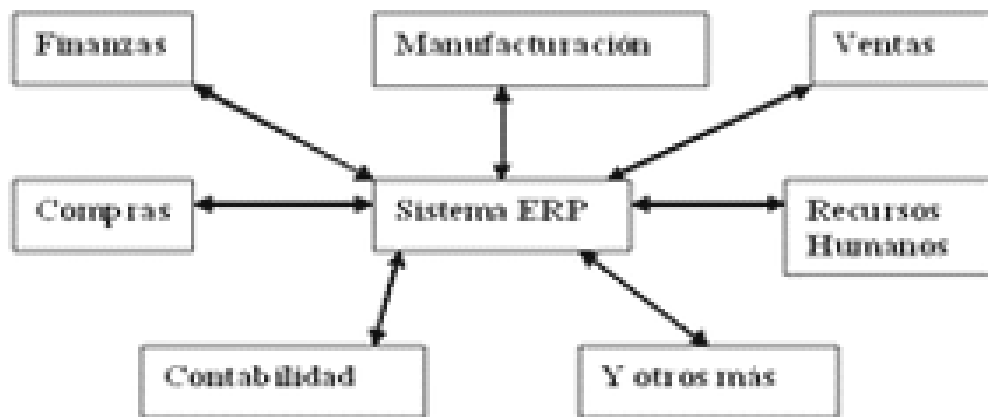 Finanzas
Manufacturación
Ventas
Compras
Sistema ERP
Recursos
Humanos
Contabilidad
Y otros más